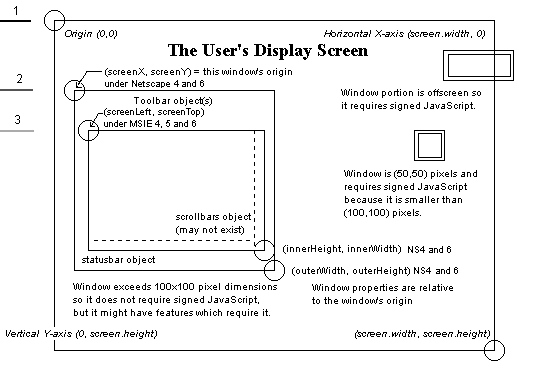 1
Origin (0,0)
Horizontal X-axis (screen.width, 0)
The User's Display Screen
2
(screenX, screenY) = this window's origin
under Netscape 4 and 6
Toolbar object(s)
3
(screenLeft, screenTop)
under MSIE 4, 5 and 6
Window portion is offscreen so
it requires signed JavaScript.
Window is (50,50) pixels and
requires signed JavaScript
because it is smaller than
(100,100) pixels.
scrollbars object
(may not exist)
statusbar object
(innerHeight, innerWidth) NS4 and 6
(outerWidth, outerHeight) NS4 and 6
Window exceeds 100x100 pixel dimensions
so it does not require signed JavaScript,
but it might have features which require it.
Window properties are relative
to the window's origin
Vertical Y-axis (0, screen.height)
(screen.width, screen.height)